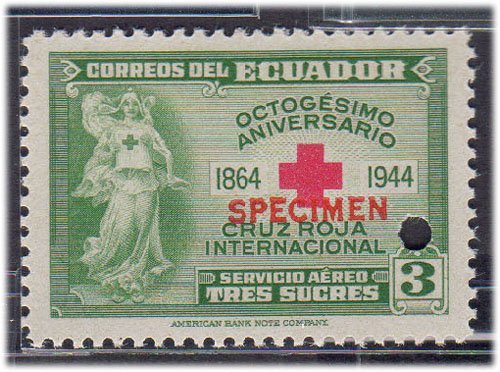 CORREOS DEL ECUADOR
OCTOGÉSIMO
ANIVERSARIO
1864 1944
SPECIMEN
CRUZ ROJA
INTERNACIONAL
SERVICIO AÉREO
TRES SUCRES
3
AMERICAN BANK NOTE COMPANY.